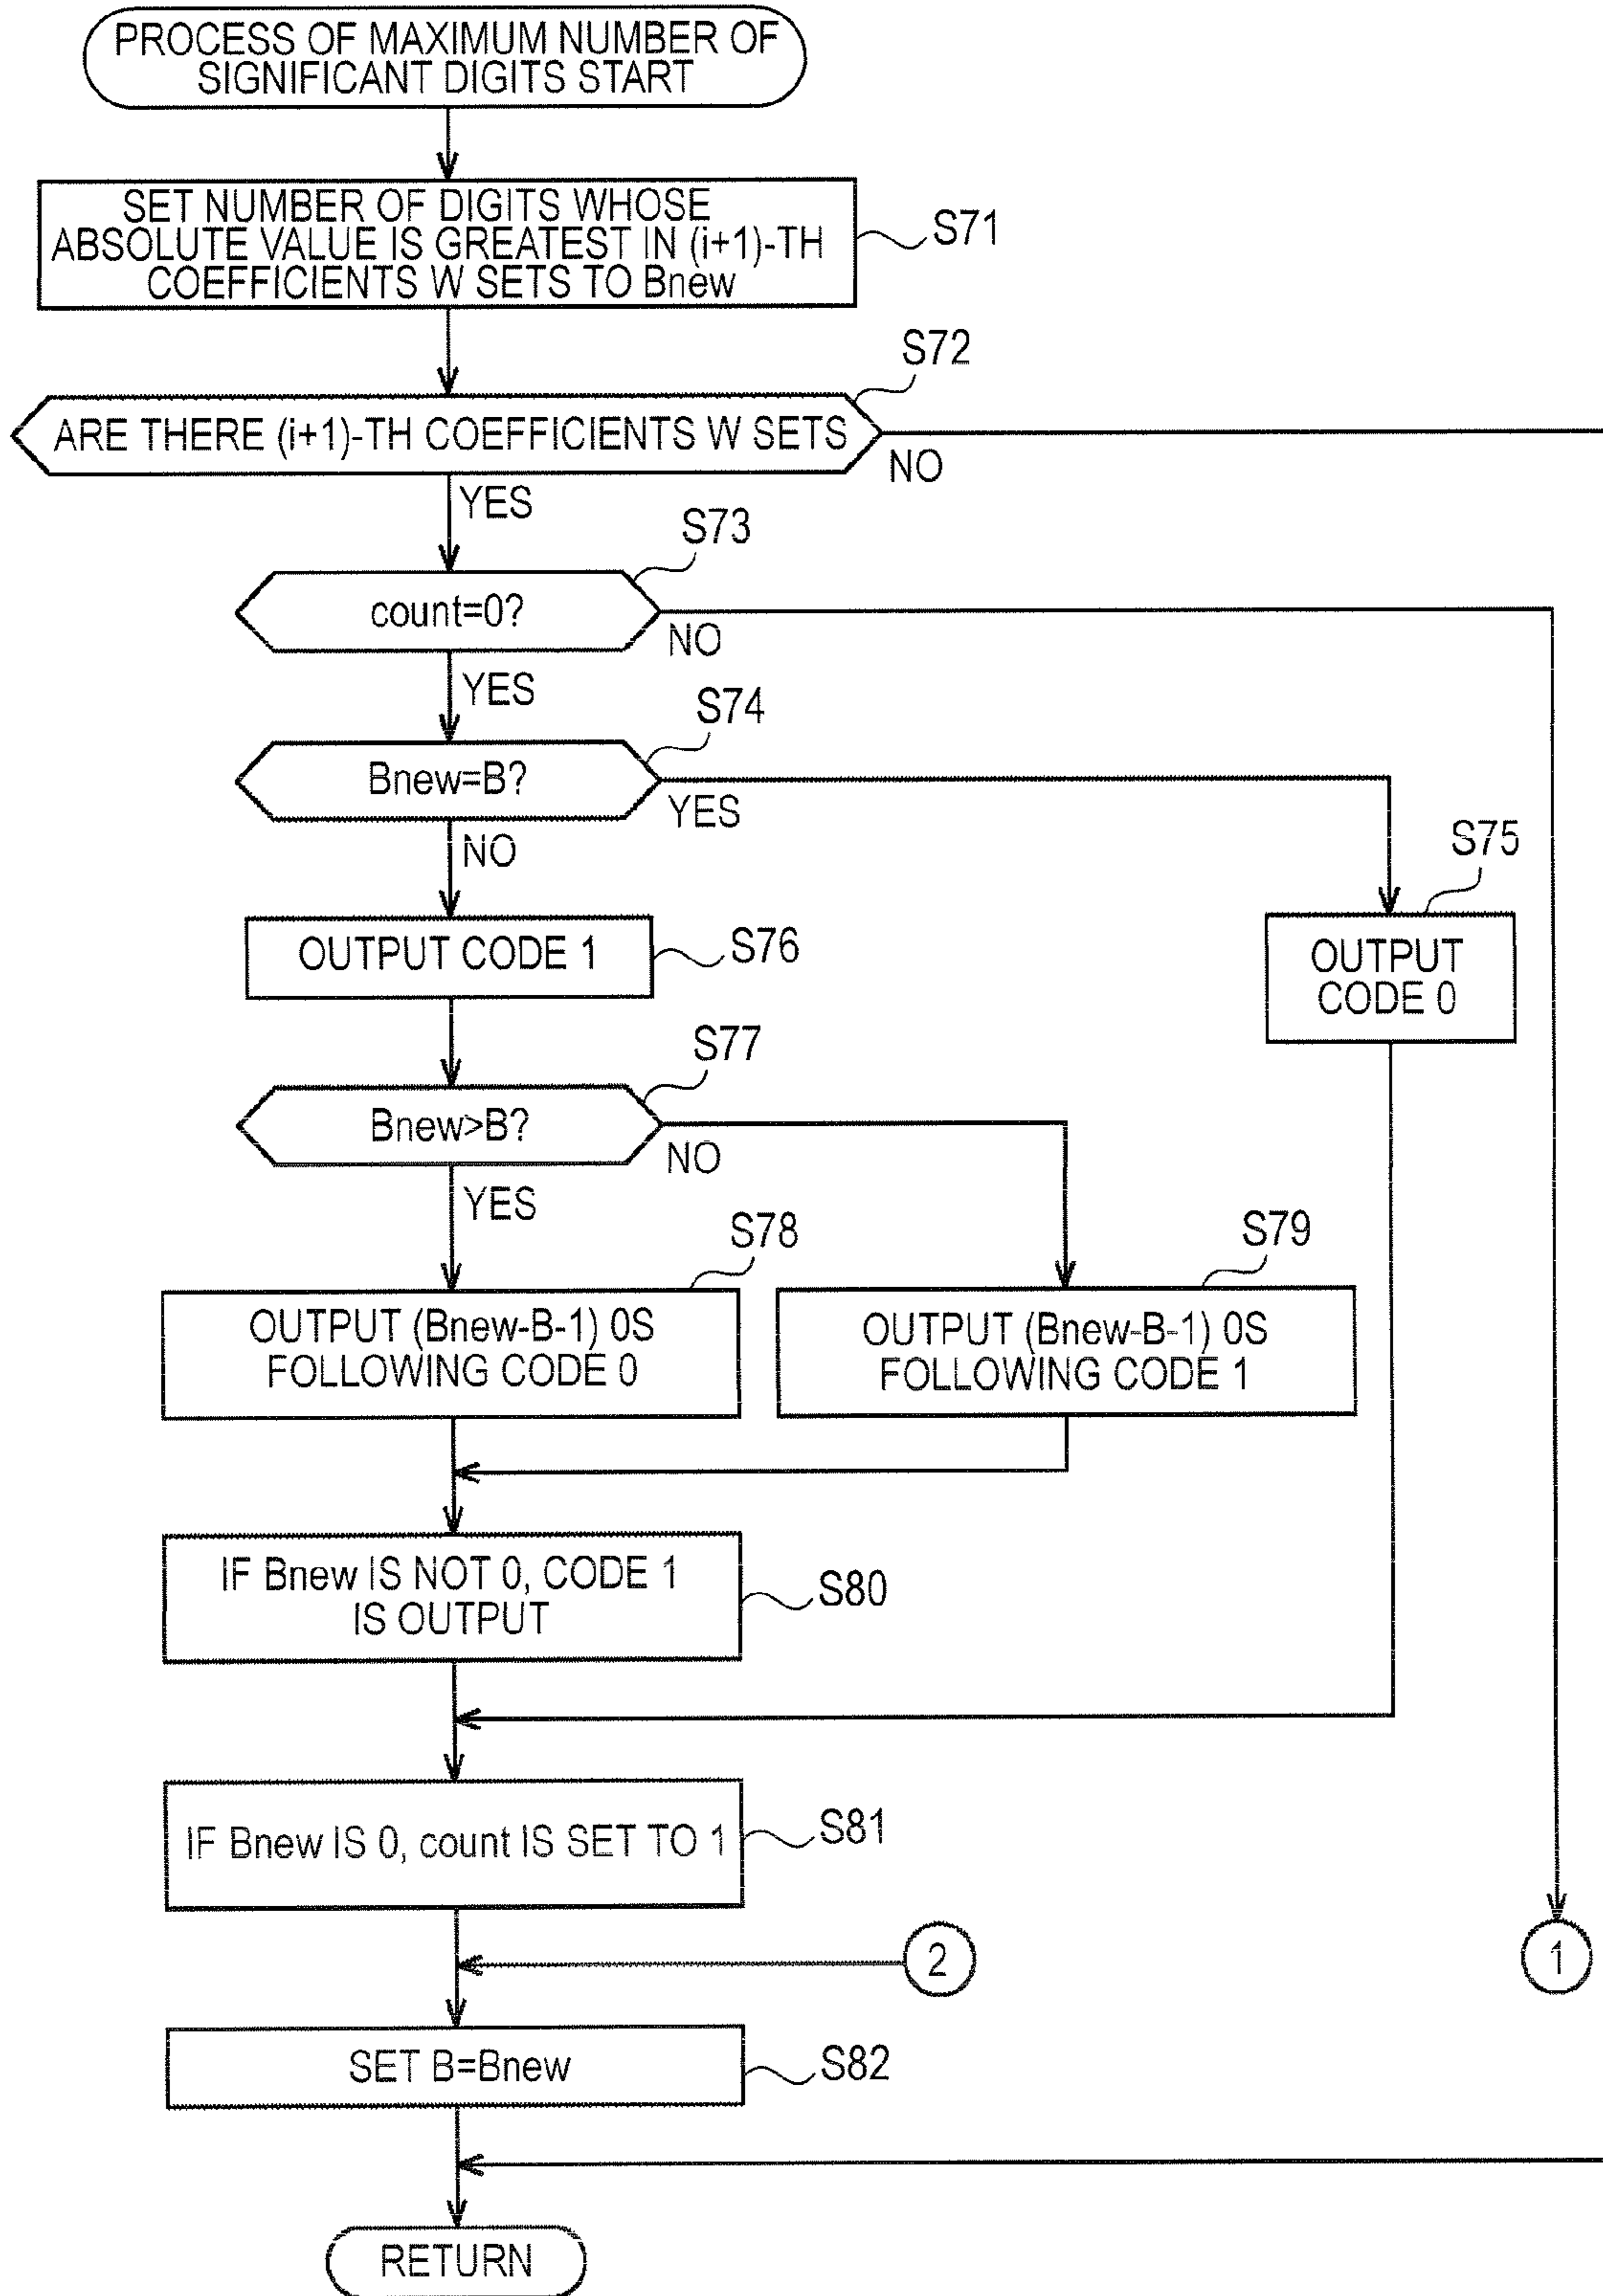 PROCESS OF MAXIMUM NUMBER OF
SIGNIFICANT DIGITS START
SET NUMBER OF DIGITS WHOSE
ABSOLUTE VALUE IS GREATEST IN (i+1)-TH
COEFFICIENTS W SETS TO Bnew
S71
S72
ARE THERE (i+1)-TH COEFFICIENTS W SETS
NO
YES
S73
count=0?
NO
YES
S74
Bnew=B?
YES
NO
S75
OUTPUT
CODE 0
OUTPUT CODE 1
S76
S77
Bnew>B?
NO
YES
S78
OUTPUT (Bnew-B-1) 0S
FOLLOWING CODE 0
S79
OUTPUT (Bnew-B-1) 0S
FOLLOWING CODE 1
IF Bnew IS NOT 0, CODE 1
IS OUTPUT
S80
IF Bnew IS 0, count IS SET TO 1
S81
2
1
SET B=Bnew
S82
RETURN